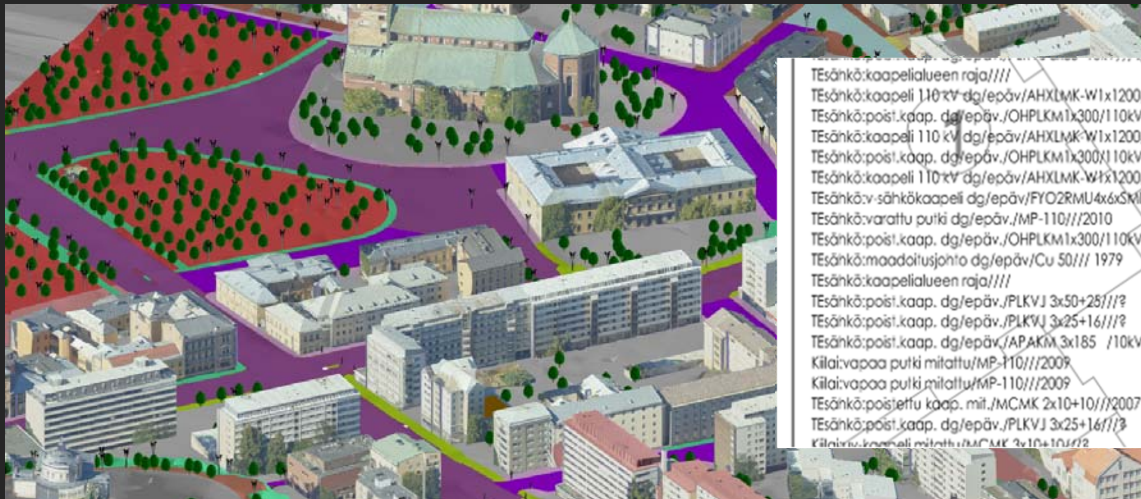 TEsähkö:kaapelialueen raja////
TEsähkö:kaapeli 110 kV dg/epäv/AHXLMK-W1x1200
TEsähkö:poist.kaap. dg/epäv./OHPLKM1x300/110kV
TEsähkö:kaapeli 110 kV dg/epäv/AHXLMK-W1x1200
TEsähkö:poist.kaap. dg/epäv./OHPLKM1x300/110kV
TEsähkö:kaapeli 110 kV dg/epäv/AHXLMK-W1x1200
TEsähkö:v-sähkökaapeli dg/epäv/FYO2RMU4x6xSM
TEsähkö:varattu putki dg/epäv./MP-110///2010
TEsähkö:poist.kaap. dg/epäv./OHPLKM1x300/110kV
TEsähkö:maadoitusjohto dg/epäv/Cu 50/// 1979
TEsähkö:kaapelialueen raja////
TEsähkö:poist.kaap. dg/epäv./PLKVJ 3x50+25///?
TEsähkö:poist.kaap. dg/epäv./PLKVJ 3x25+16///?
TEsähkö:poist.kaap. dg/epäv./APAKM 3x185 /10kV
Kiilai:vapaa putki mitattu/MP-110///2009
Kiilai:vapaa putki mitattu/MP-110///2009
TEsähkö:poistettu kaap. mit./MCMK 2x10+10///2007
TEsähkö:poist.kaap. dg/epäv./PLKVJ 3x25+16///?
1